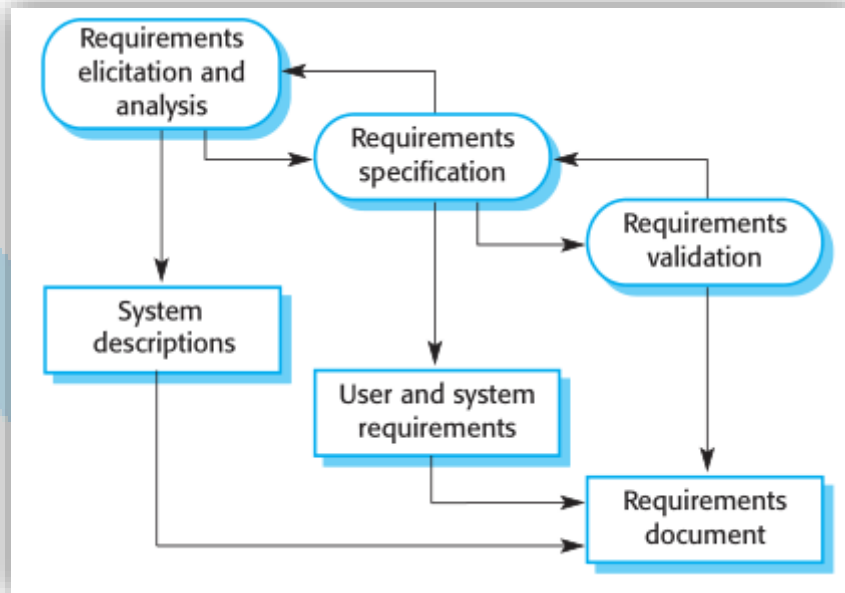 Requirements
elicitation and
analysis
Requirements
specification
Requirements
validation
System
descriptions
User and system
requirements
Requirements
document